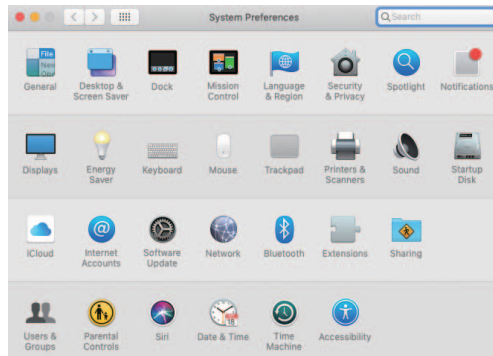 System Preferences
Search
File
General
Desktop &
Screen Saver
Dock
Mission
Control
Language
& Region
Security
& Privacy
Spotlight
Notifications
Displays
Energy
Saver
Keyboard
Mouse
Trackpad
Printers &
Scanners
Sound
Startup
Disk
iCloud
Internet
Accounts
Software
Update
Network
Bluetooth
Extensions
Sharing
Users &
Groups
Parental
Controls
Siri
Date & Time
18
Time
Machine
Accessibility